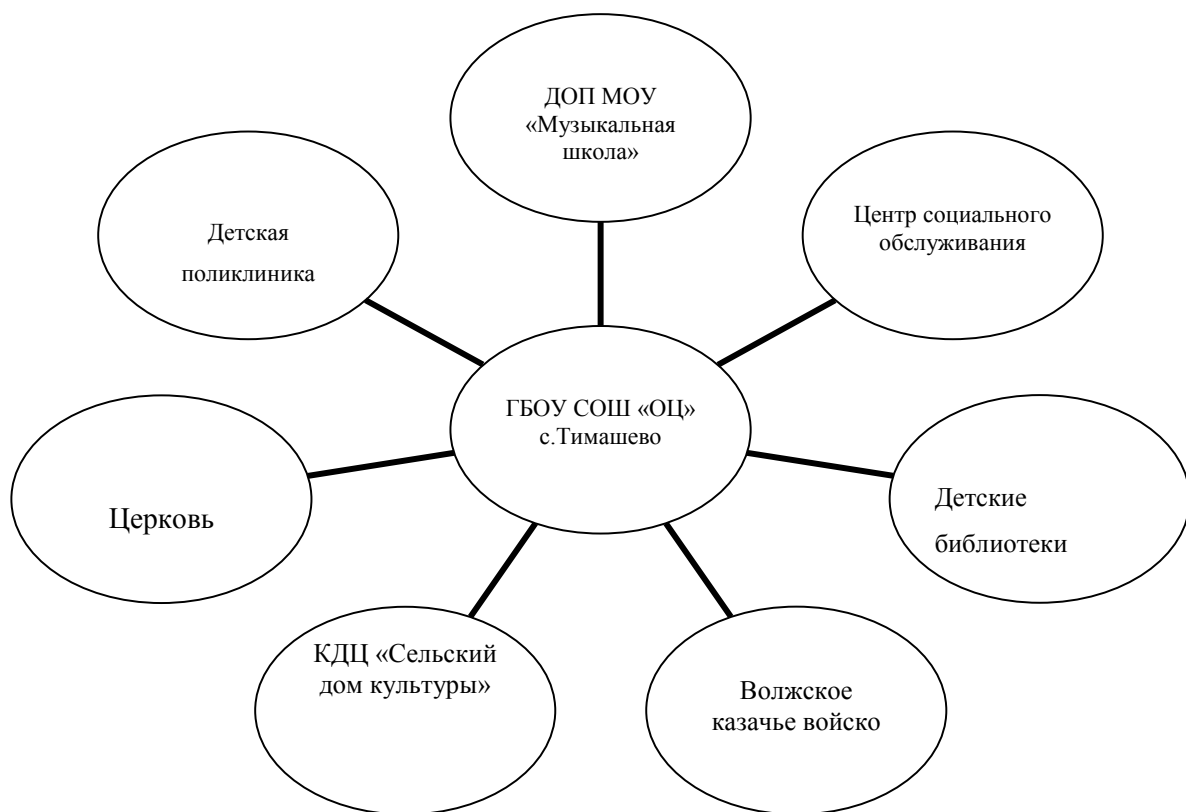 ДОП МОУ
«Музыкальная
школа»
Детская
поликлиника
Центр социального
обслуживания
ГБОУ СОШ «ОЦ»
с.Тимашево
Церковь
Детские
библиотеки
КДЦ «Сельский
дом культуры»
Волжское
казачье войско